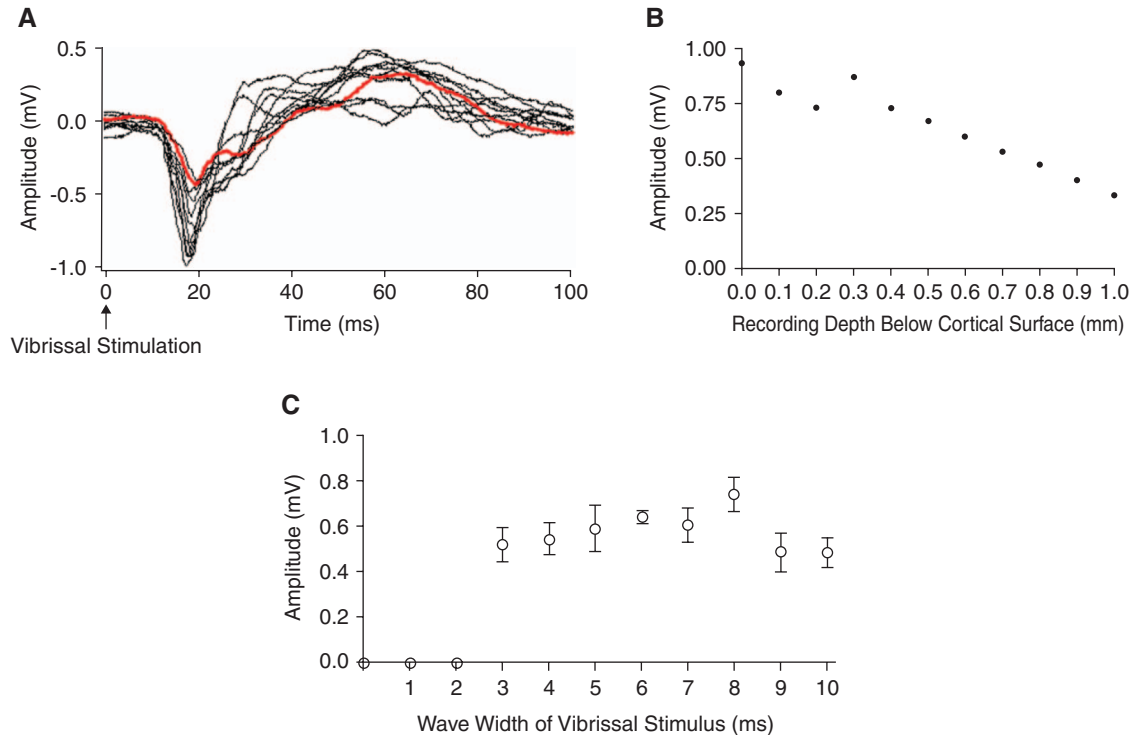 A
Amplitude (mV)
0.5
0.0
-0.5
-1.0
0 20 40 60 80 100
Time (ms)
Vibrissal Stimulation
B
Amplitude (mV)
1.00
0.75
0.50
0.25
0.00
0.0 0.1 0.2 0.3 0.4 0.5 0.6 0.7 0.8 0.9 1.0
Recording Depth Below Cortical Surface (mm)
C
Amplitude (mV)
1.0
0.8
0.6
0.4
0.2
0.0
1 2 3 4 5 6 7 8 9 10
Wave Width of Vibrissal Stimulus (ms)